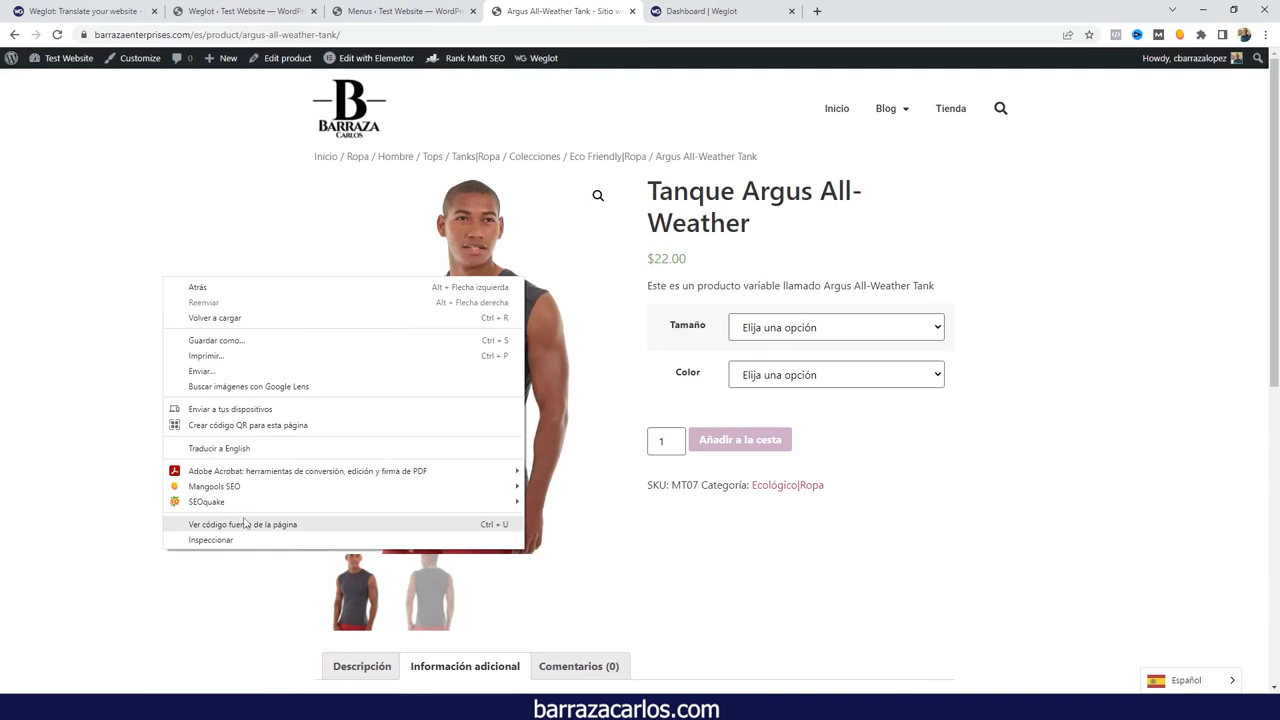 Weglot: Translate your website -
Weglot ‹ Test Website — WordPr
Menus ‹ Test Website — WordPre
Argus All-Weather Tank - Sitio w
Dashboard | Weglot
barrazaenterprises.com/es/product/argus-all-weather-tank/
Test Website
Customize
0
New
Edit product
Edit with Elementor
Rank Math SEO
WG Weglot
Howdy, cbarrazalopez
B
BARRAZA
CARLOS
Inicio
Blog
Tienda
Inicio / Ropa / Hombre / Tops / Tanks|Ropa / Colecciones / Eco Friendly|Ropa / Argus All-Weather Tank
Tanque Argus All-
Weather
$22.00
Este es un producto variable llamado Argus All-Weather Tank
Tamaño
Elija una opción
Color
Elija una opción
1
Añadir a la cesta
SKU: MT07 Categoría: Ecológico|Ropa
Atrás Alt + Flecha izquierda
Reenviar Alt + Flecha derecha
Volver a cargar Ctrl + R
Guardar como... Ctrl + S
Imprimir... Ctrl + P
Enviar...
Buscar imágenes con Google Lens
Enviar a tus dispositivos
Crear código QR para esta página
Traducir a English
Adobe Acrobat: herramientas de conversión, edición y firma de PDF
Mangools SEO
SEOquake
Ver código fuente de la página Ctrl + U
Inspeccionar
Descripción
Información adicional
Comentarios (0)
Español
barrazacarlos.com